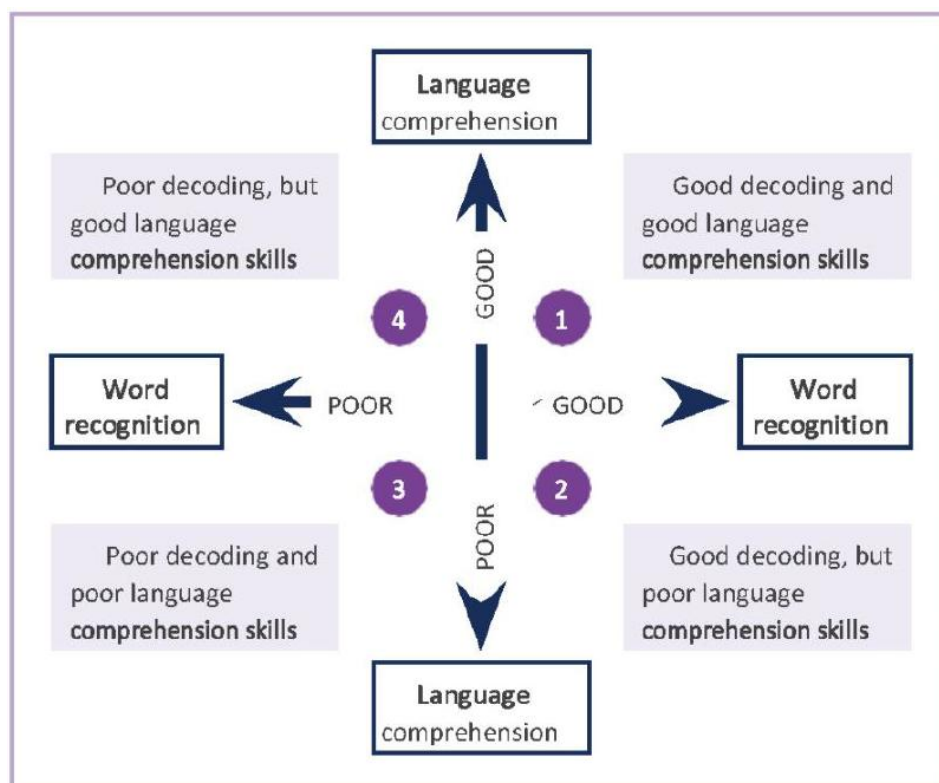 Language
comprehension
Poor decoding, but
good language
comprehension skills
Good decoding and
good language
comprehension skills
GOOD
4
1
Word
recognition
POOR
GOOD
Word
recognition
3
2
POOR
Poor decoding and
poor language
comprehension skills
Good decoding, but
poor language
comprehension skills
Language
comprehension